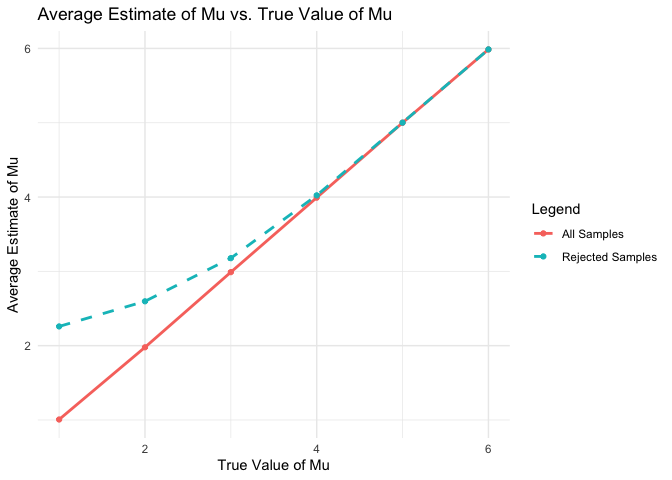 Average Estimate of Mu vs. True Value of Mu
6
4
2
Average Estimate of Mu
2
4
6
True Value of Mu
Legend
All Samples
Rejected Samples